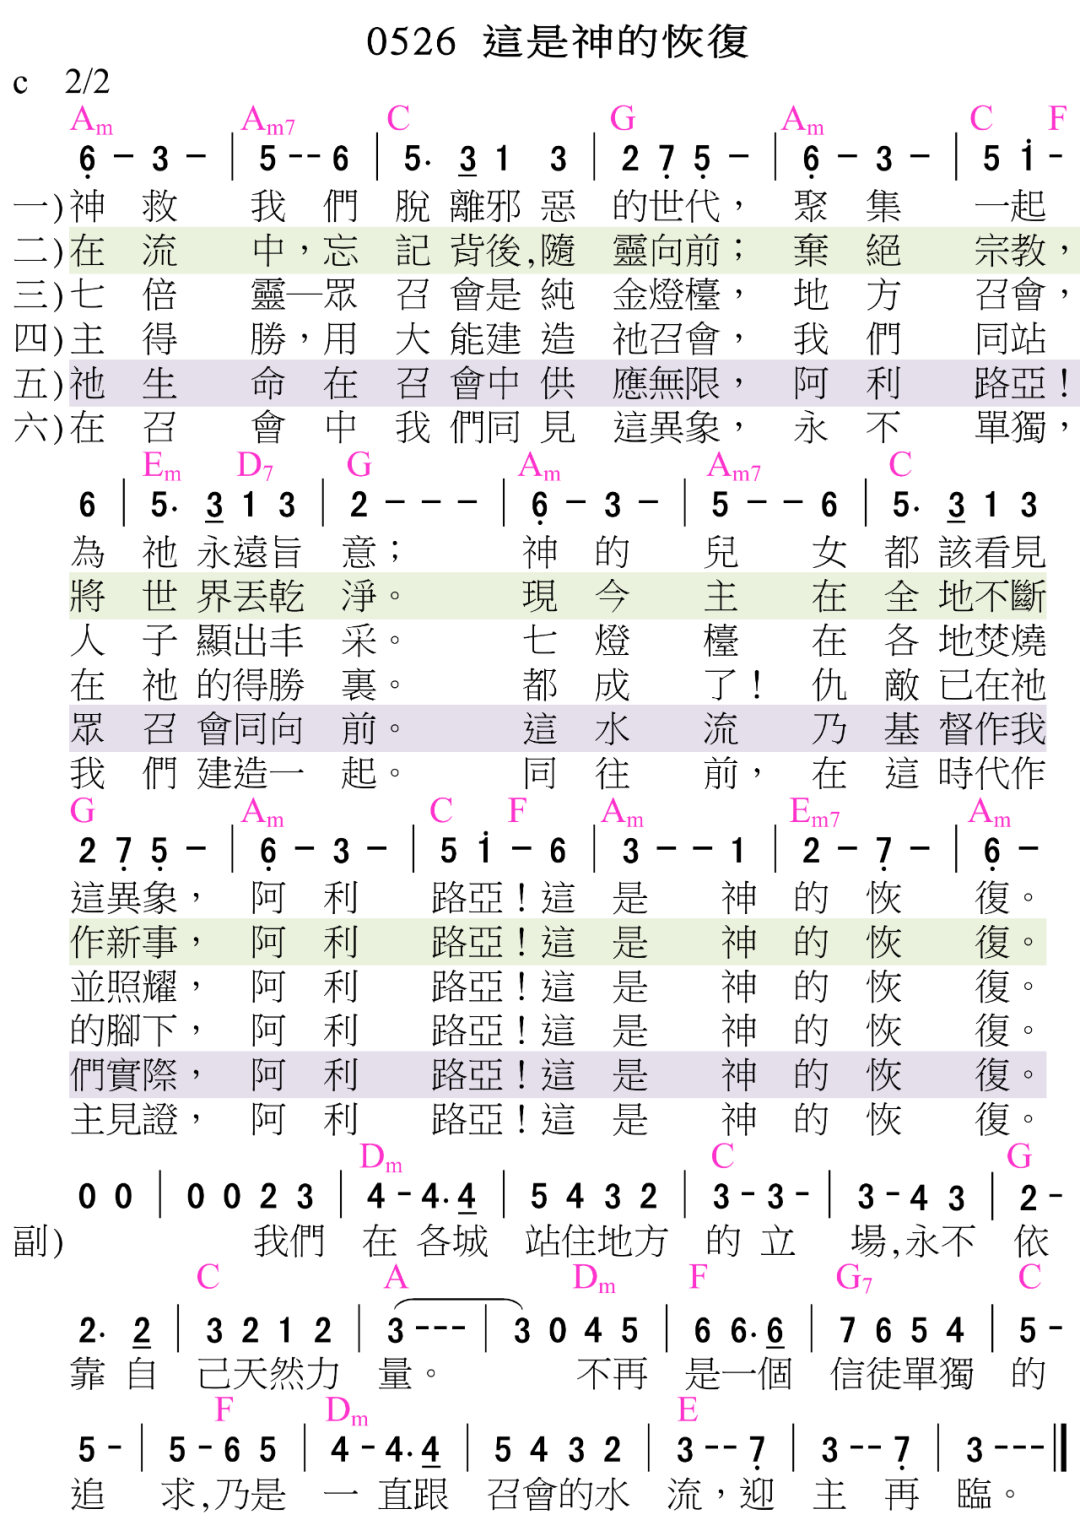 0526 這是神的恢復
c 2/2
Am Am7 C G Am C F
6̣ - 3 - | 5 - - 6 | 5. 3̲ 1 3 | 2 7̣ 5̣ - | 6̣ - 3 - | 5 1̇ -
一)神救我們脫離邪惡的世代，聚集一起
二)在流中，忘記背後,隨靈向前；棄絕宗教，
三)七倍靈─眾召會是純金燈檯，地方召會，
四)主得勝，用大能建造祂召會，我們同站
五)祂生命在召會中供應無限，阿利路亞！
六)在召會中我們同見這異象，永不單獨，
Em D7 G Am Am7 C
6 | 5. 3̲ 1 3 | 2 - - - | 6̣ - 3 - | 5 - - 6 | 5. 3̲ 1 3
為祂永遠旨意；神的兒女都該看見
將世界丟乾淨。現今主在全地不斷
人子顯出丰采。七燈檯在各地焚燒
在祂的得勝裏。都成了！仇敵已在祂
眾召會同向前。這水流乃基督作我
我們建造一起。同往前，在這時代作
G Am C F Am Em7 Am
2 7̣ 5̣ - | 6̣ - 3 - | 5 1̇ - 6 | 3 - - 1 | 2 - 7̣ - | 6̣ -
這異象，阿利路亞！這是神的恢復。
作新事，阿利路亞！這是神的恢復。
並照耀，阿利路亞！這是神的恢復。
的腳下，阿利路亞！這是神的恢復。
們實際，阿利路亞！這是神的恢復。
主見證，阿利路亞！這是神的恢復。
Dm C G
0 0 | 0 0 2 3 | 4 - 4. 4̲ | 5 4 3 2 | 3 - 3 - | 3 - 4 3 | 2 -
副)我們在各城站住地方的立場,永不依
C A Dm F G7 C
2. 2̲ | 3 2 1 2 | 3 - - - | 3 0 4 5 | 6 6. 6̲ | 7 6 5 4 | 5 -
靠自己天然力量。不再是一個信徒單獨的
F Dm E
5 - | 5 - 6 5 | 4 - 4. 4̲ | 5 4 3 2 | 3 - - 7̣ | 3 - - 7̣ | 3 - - - ‖
追求,乃是一直跟召會的水流，迎主再臨。